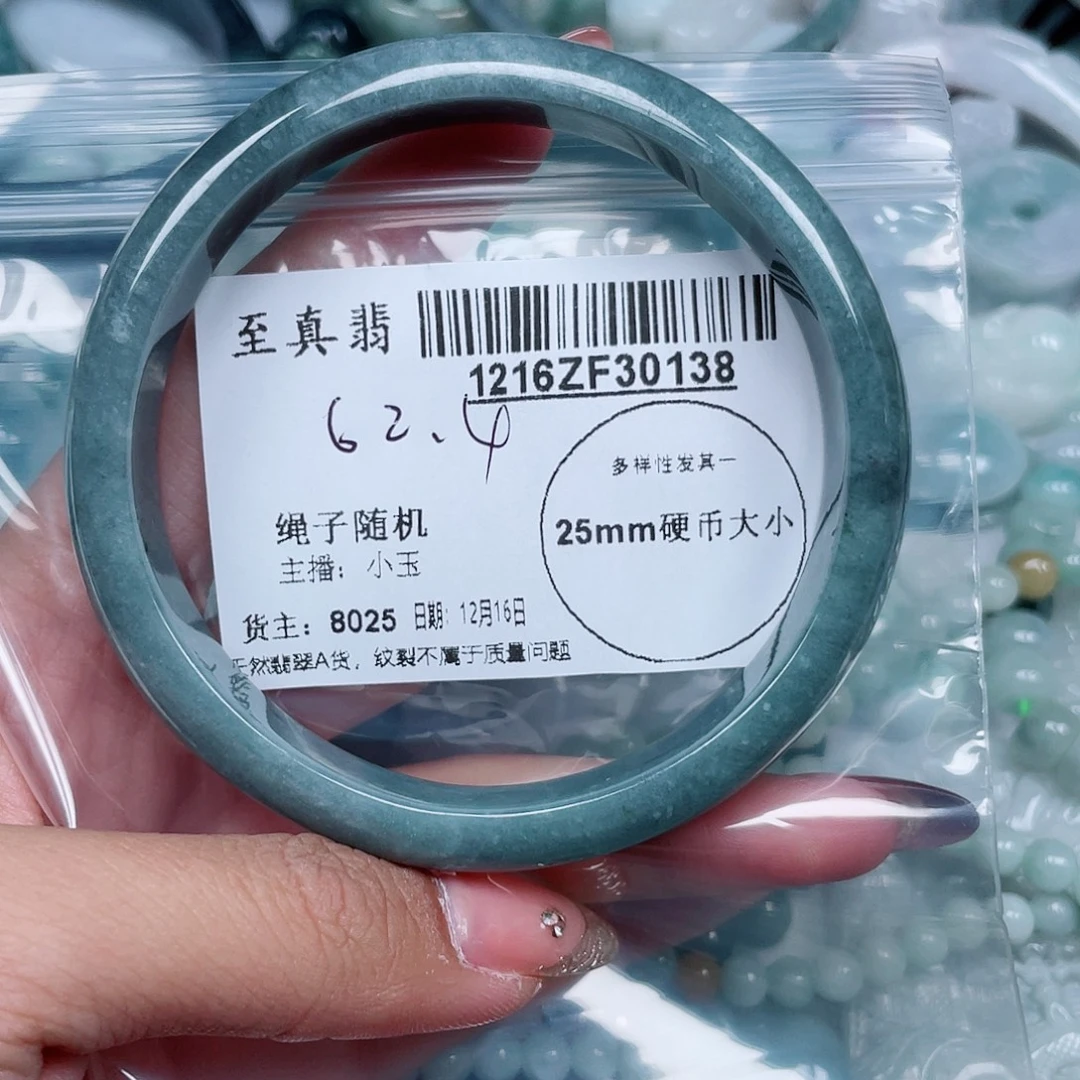 至真翡
1216ZF30138
62.4
多样性发其一
25mm硬币大小
绳子随机
主播：小玉
货主：8025 日期：12月16日
天然翡翠A货，纹裂不属于质量问题